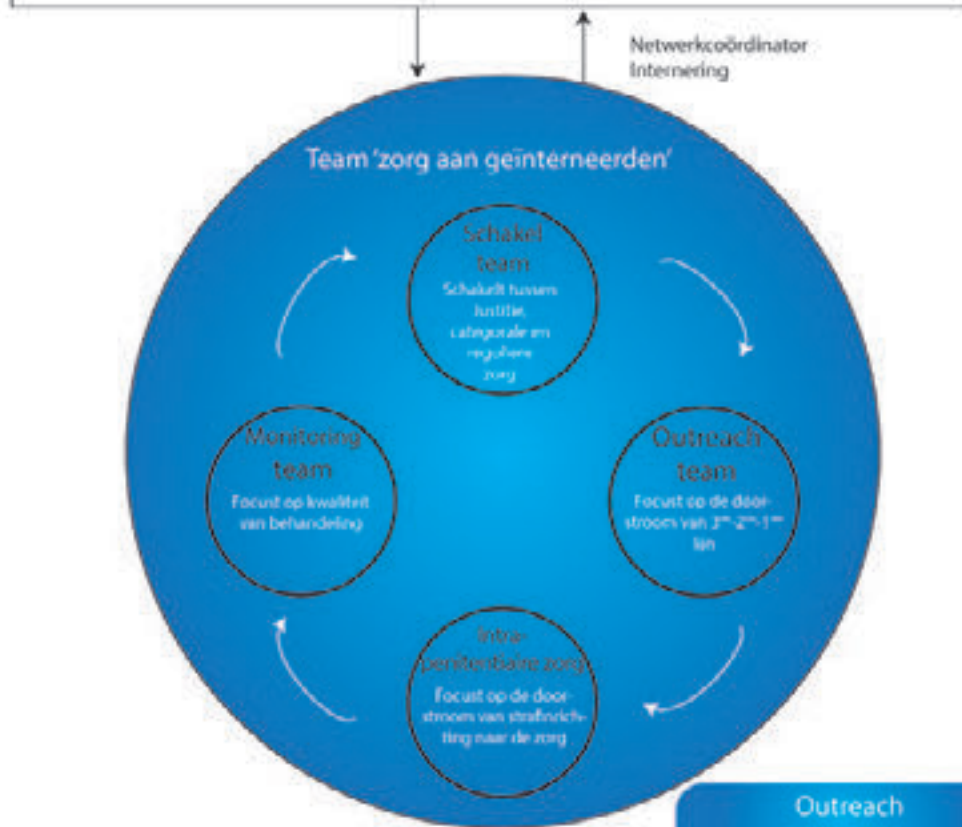 Netwerkcoördinator
Internering
Team 'zorg aan geïnterneerden'
Schakel
team
Schakelt tussen
Justitie,
categorale en
reguliere
zorg
Monitoring
team
Focust op kwaliteit
van behandeling
Outreach
team
Focust op de door-
stroom van 3de-2de-1ste
lijn
Intra-
penitentiaire zorg
Focust op de door-
stroom van strafinrich-
ting naar de zorg
Outreach